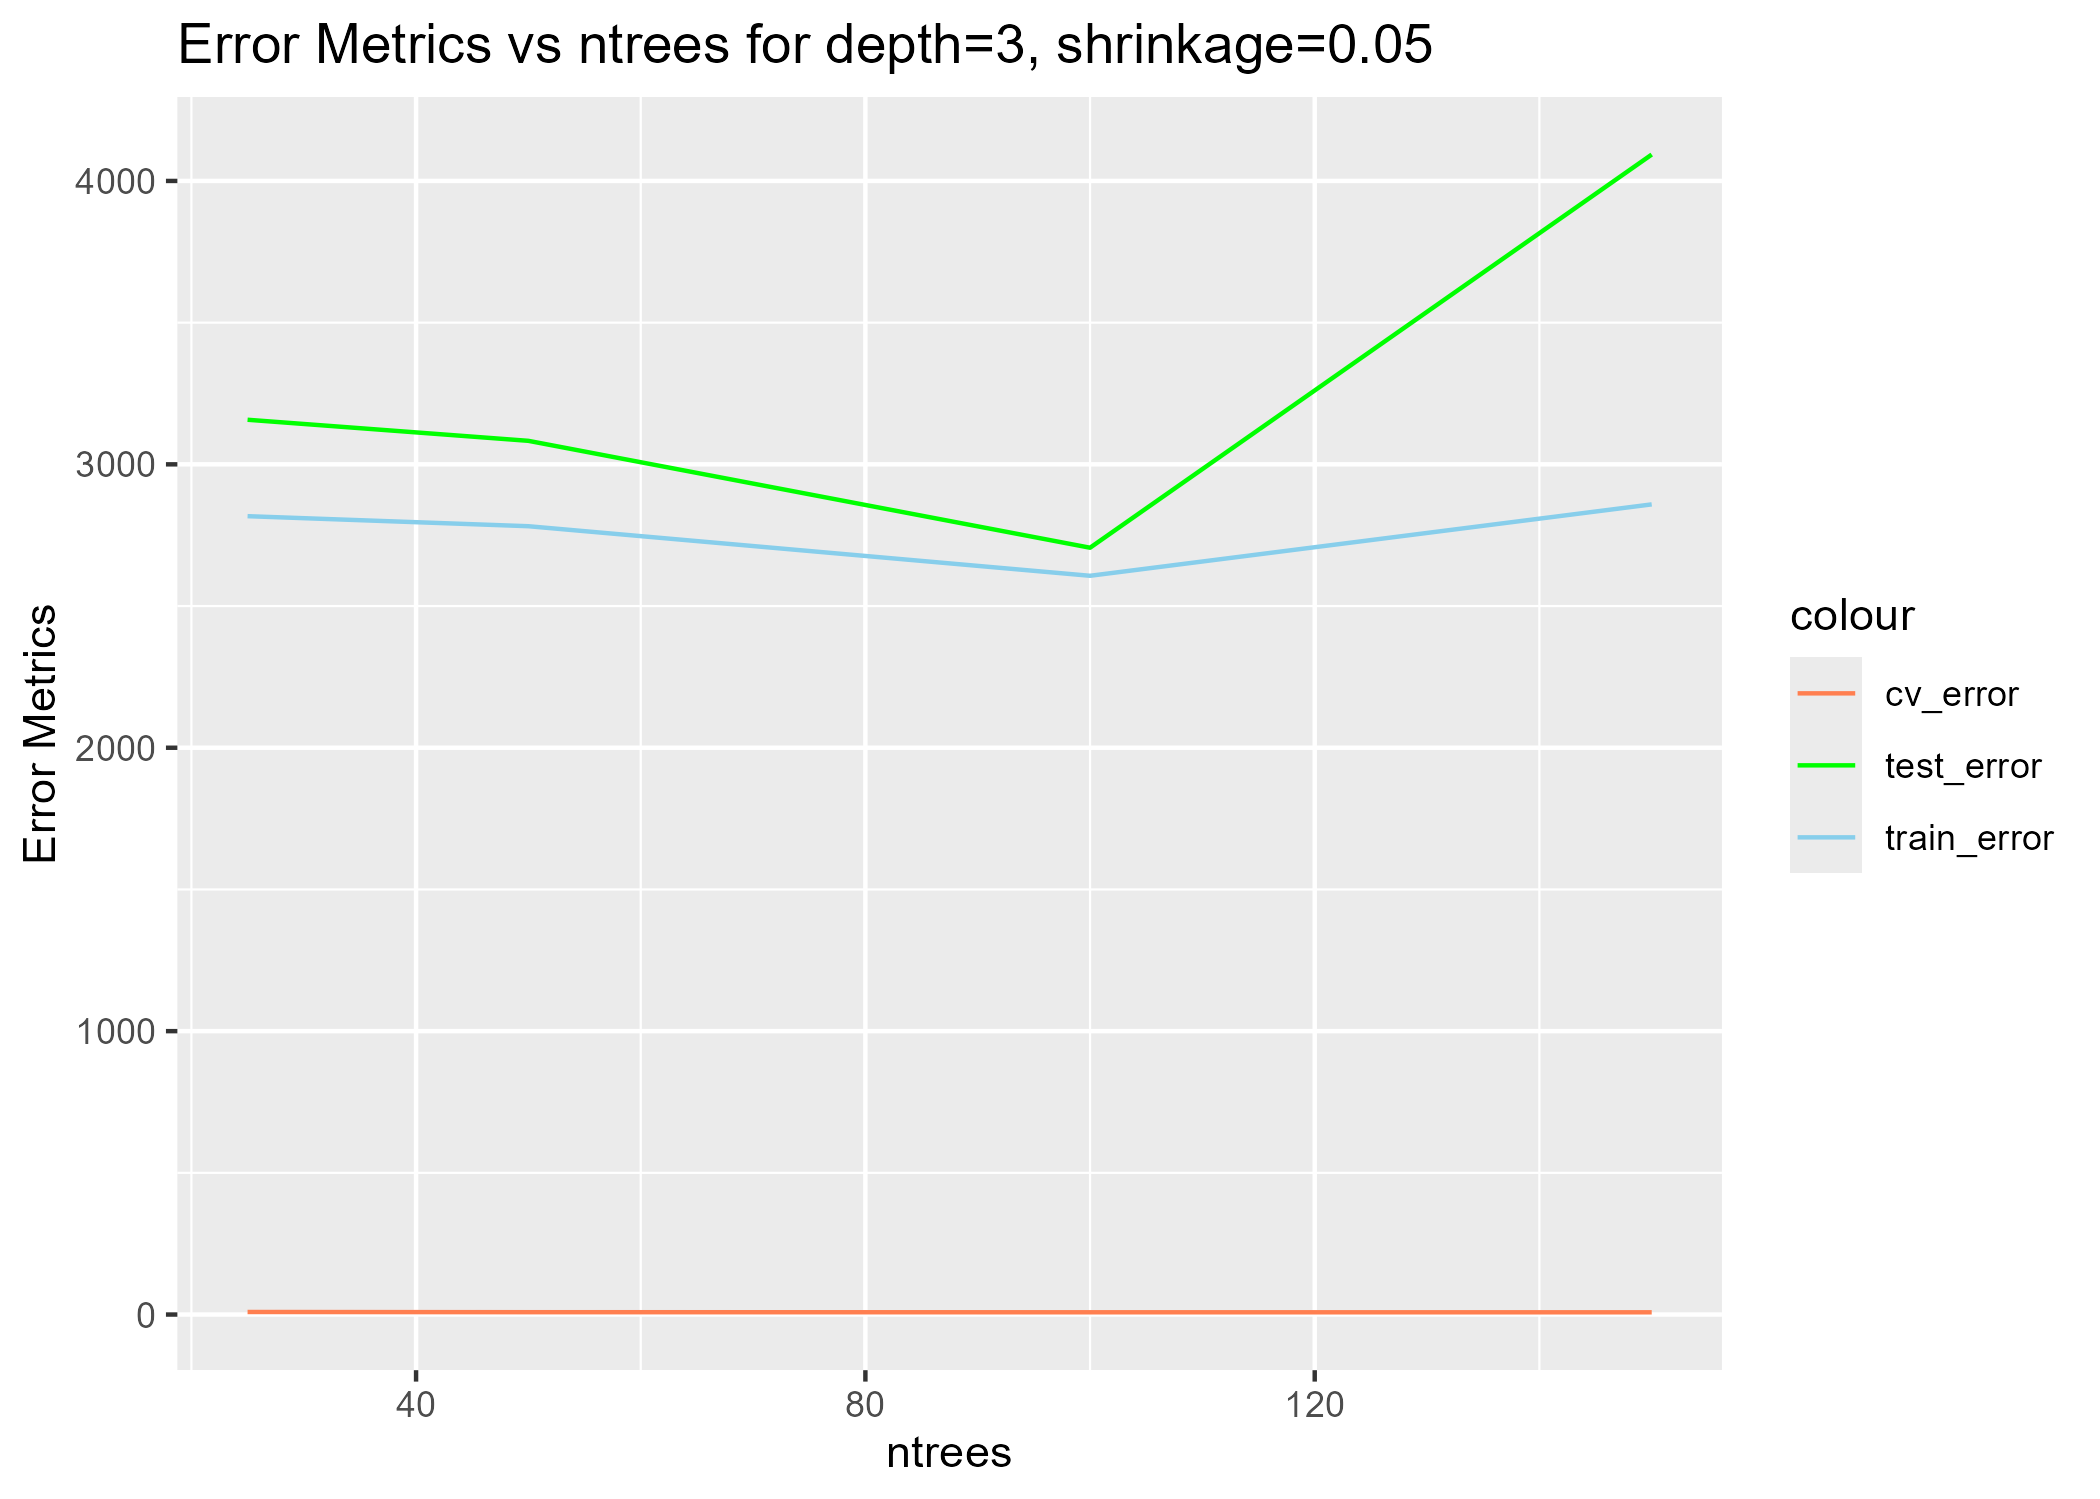 Error Metrics vs ntrees for depth=3, shrinkage=0.05
4000
3000
2000
1000
0
Error Metrics
40
80
120
ntrees
colour
cv_error
test_error
train_error